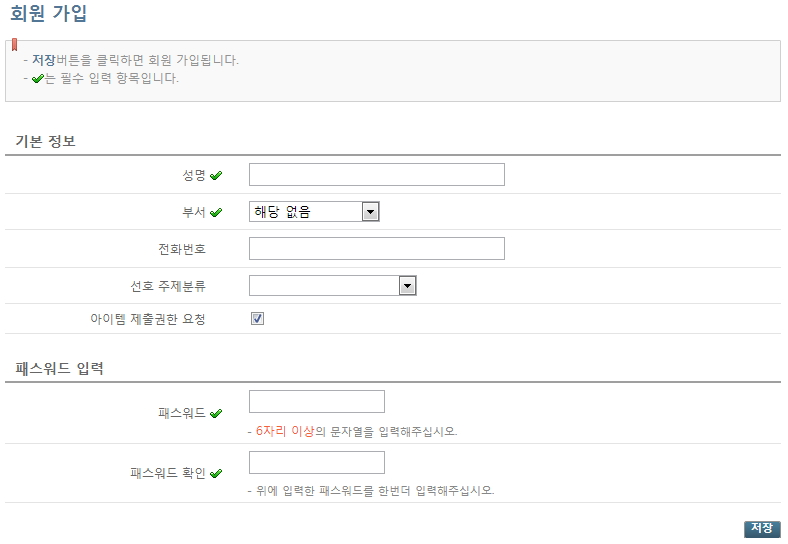 회원 가입
- 저장버튼을 클릭하면 회원 가입됩니다.
- 는 필수 입력 항목입니다.
기본 정보
성명
부서 해당 없음
전화번호
선호 주제분류
아이템 제출권한 요청
패스워드 입력
패스워드
- 6자리 이상의 문자열을 입력해주십시오.
패스워드 확인
- 위에 입력한 패스워드를 한번더 입력해주십시오.
저장